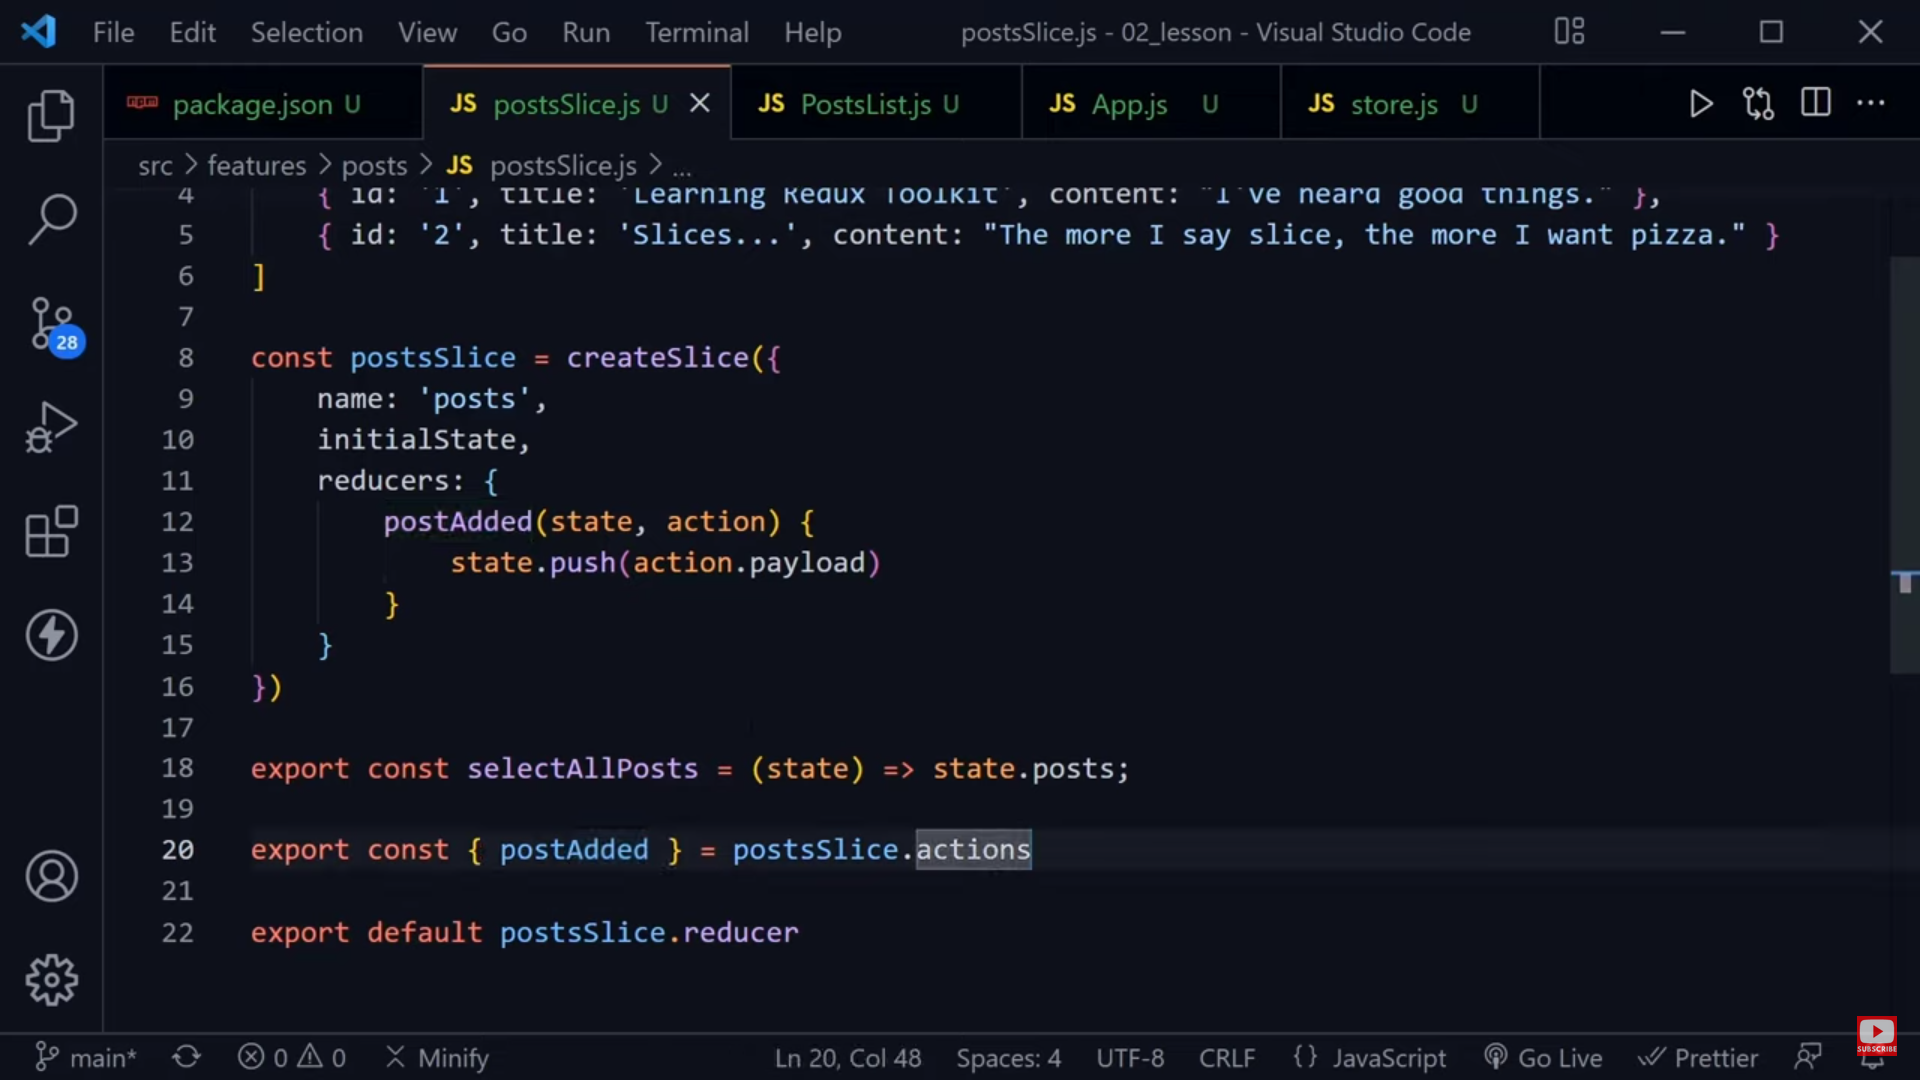 File Edit Selection View Go Run Terminal Help postsSlice.js - 02_lesson - Visual Studio Code
package.json U JS postsSlice.js U JS PostsList.js U JS App.js U JS store.js U ···
src > features > posts > JS postsSlice.js > ...
4 { id: '1', title: 'Learning Redux Toolkit', content: "I've heard good things." },
5 { id: '2', title: 'Slices...', content: "The more I say slice, the more I want pizza." }
6 ]
7
8 const postsSlice = createSlice({
9 name: 'posts',
10 initialState,
11 reducers: {
12 postAdded(state, action) {
13 state.push(action.payload)
14 }
15 }
16 })
17
18 export const selectAllPosts = (state) => state.posts;
19
20 export const { postAdded } = postsSlice.actions
21
22 export default postsSlice.reducer
28
main* 0 0 Minify Ln 20, Col 48 Spaces: 4 UTF-8 CRLF {} JavaScript Go Live Prettier
SUBSCRIBE